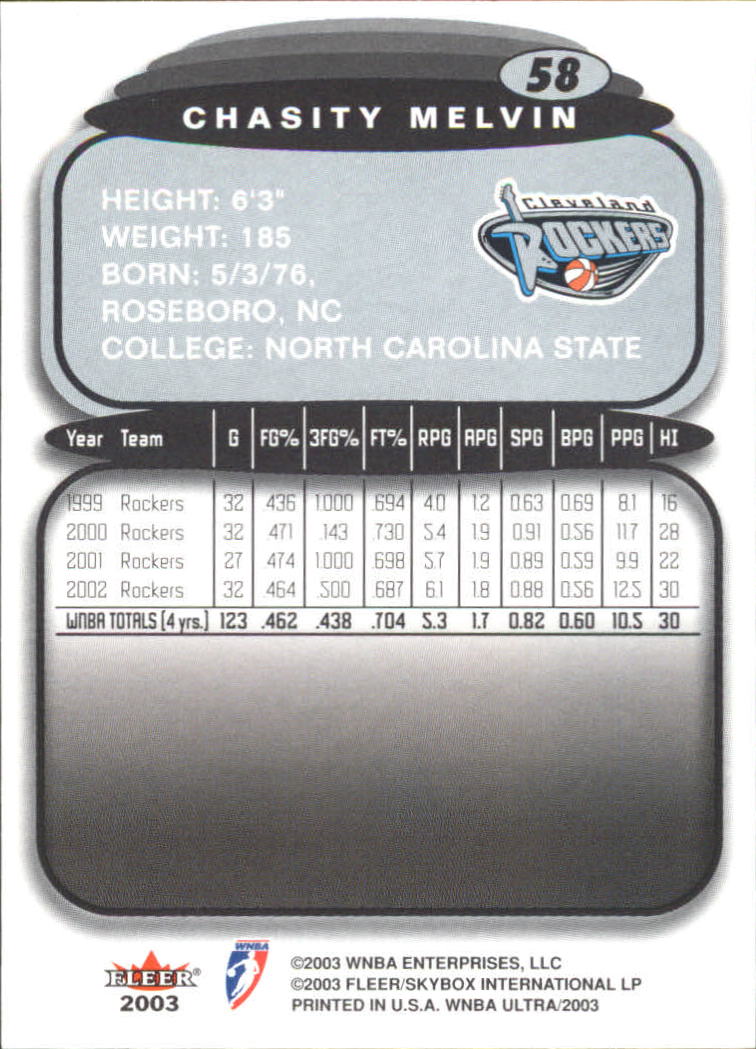 58
CHASITY MELVIN
HEIGHT: 6'3"
WEIGHT: 185
BORN: 5/3/76,
ROSEBORO, NC
COLLEGE: NORTH CAROLINA STATE
Cleveland
ROCKERS
Year Team G FG% 3FG% FT% RPG APG SPG BPG PPG HI
1999 Rockers 32 .436 1.000 .694 4.0 1.2 0.63 0.69 8.1 16
2000 Rockers 32 .471 .143 .730 5.4 1.9 0.91 0.56 11.7 28
2001 Rockers 27 .474 1.000 .698 5.7 1.9 0.89 0.59 9.9 22
2002 Rockers 32 .464 .500 .687 6.1 1.8 0.88 0.56 12.5 30
WNBA TOTALS (4 yrs.) 123 .462 .438 .704 5.3 1.7 0.82 0.60 10.5 30
FLEER®
2003
WNBA
©2003 WNBA ENTERPRISES, LLC
©2003 FLEER/SKYBOX INTERNATIONAL LP
PRINTED IN U.S.A. WNBA ULTRA/2003